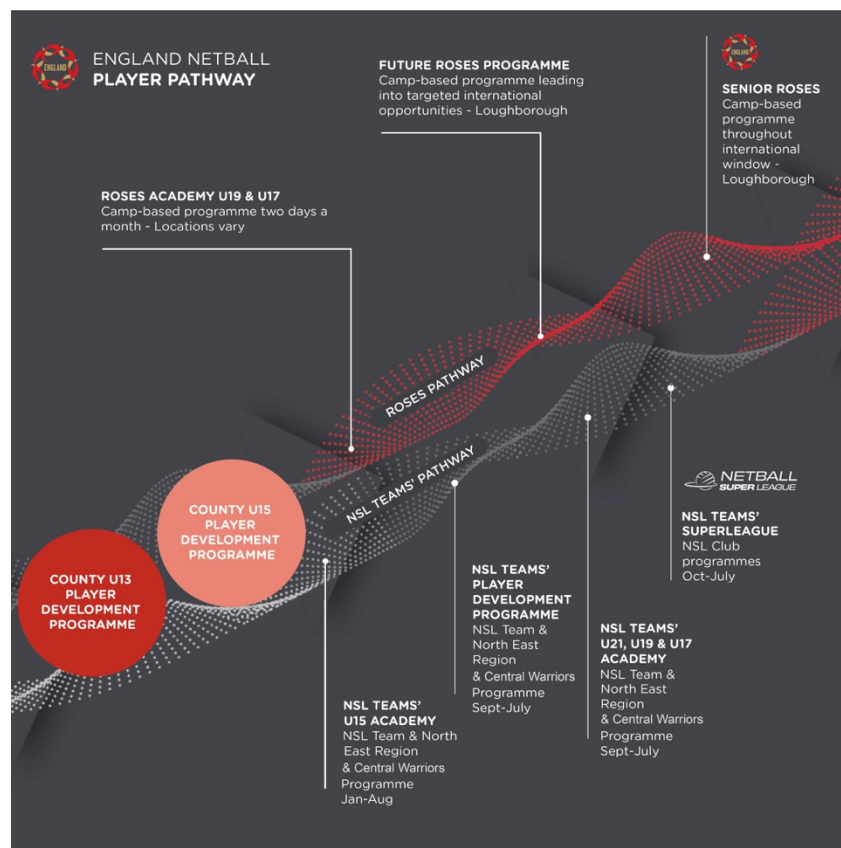 ENGLAND
ENGLAND NETBALL
PLAYER PATHWAY
FUTURE ROSES PROGRAMME
Camp-based programme leading
into targeted international
opportunities - Loughborough
ENGLAND
SENIOR ROSES
Camp-based
programme
throughout
international
window -
Loughborough
ROSES ACADEMY U19 & U17
Camp-based programme two days a
month - Locations vary
ROSES PATHWAY
NSL TEAMS' PATHWAY
COUNTY U15
PLAYER
DEVELOPMENT
PROGRAMME
COUNTY U13
PLAYER
DEVELOPMENT
PROGRAMME
NETBALL
SUPER LEAGUE
NSL TEAMS'
SUPERLEAGUE
NSL Club
programmes
Oct-July
NSL TEAMS'
PLAYER
DEVELOPMENT
PROGRAMME
NSL Team &
North East
Region
& Central Warriors
Programme
Sept-July
NSL TEAMS'
U21, U19 & U17
ACADEMY
NSL Team &
North East
Region
& Central Warriors
Programme
Sept-July
NSL TEAMS'
U15 ACADEMY
NSL Team & North
East Region
& Central Warriors
Programme
Jan-Aug